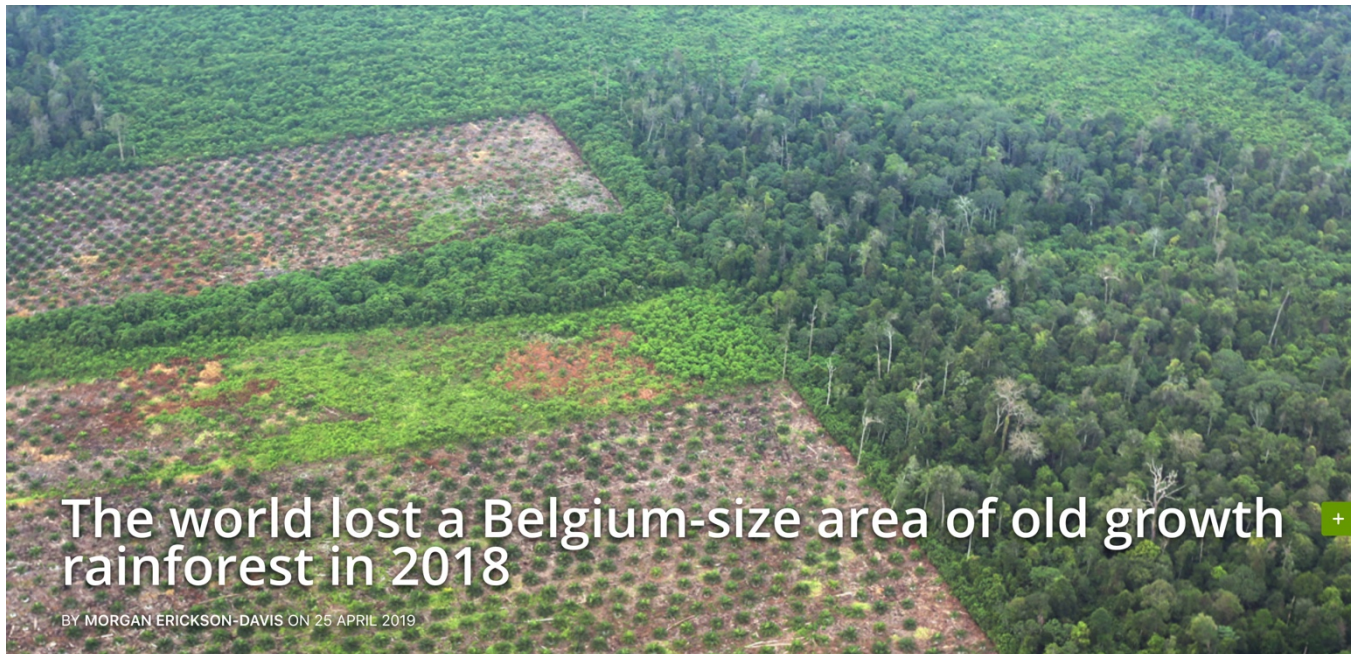 The world lost a Belgium-size area of old growth
rainforest in 2018
BY MORGAN ERICKSON-DAVIS ON 25 APRIL 2019
+